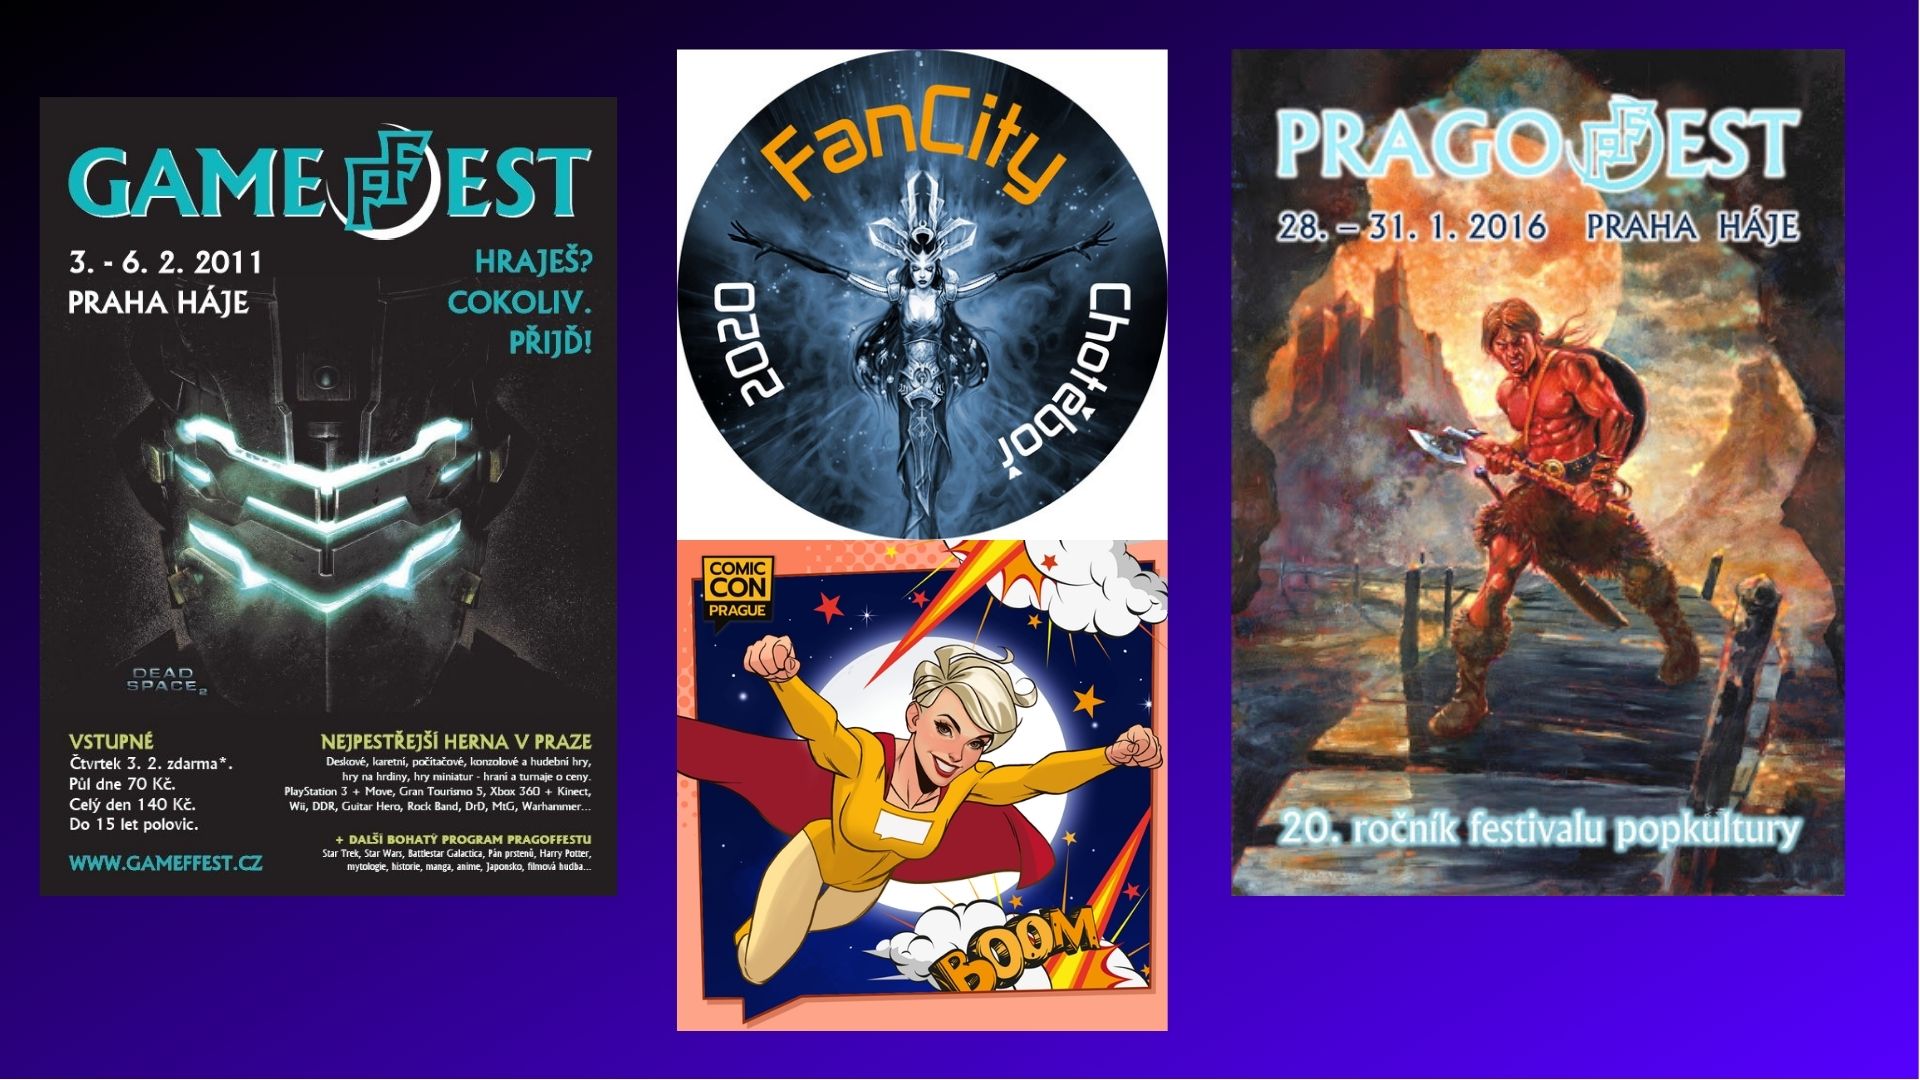 GAMEFFEST
3. - 6. 2. 2011
PRAHA HÁJE
HRAJEŠ?
COKOLIV.
PŘIJĎ!
DEAD
SPACE 2
VSTUPNÉ
Čtvrtek 3. 2. zdarma*.
Půl dne 70 Kč.
Celý den 140 Kč.
Do 15 let polovic.
WWW.GAMEFFEST.CZ
NEJPESTŘEJŠÍ HERNA V PRAZE
Deskové, karetní, počítačové, konzolové a hudební hry,
hry na hrdiny, hry miniatur - hraní a turnaje o ceny.
PlayStation 3 + Move, Gran Tourismo 5, Xbox 360 + Kinect,
Wii, DDR, Guitar Hero, Rock Band, DrD, MtG, Warhammer...
+ DALŠÍ BOHATÝ PROGRAM PRAGOFFESTU
Star Trek, Star Wars, Battlestar Galactica, Pán prstenů, Harry Potter,
mytologie, historie, manga, anime, Japonsko, filmová hudba...
FanCity
2020
Chotěboř
COMIC
CON
PRAGUE
BOOM
PRAGOFFEST
28. – 31. 1. 2016 PRAHA HÁJE
20. ročník festivalu popkultury